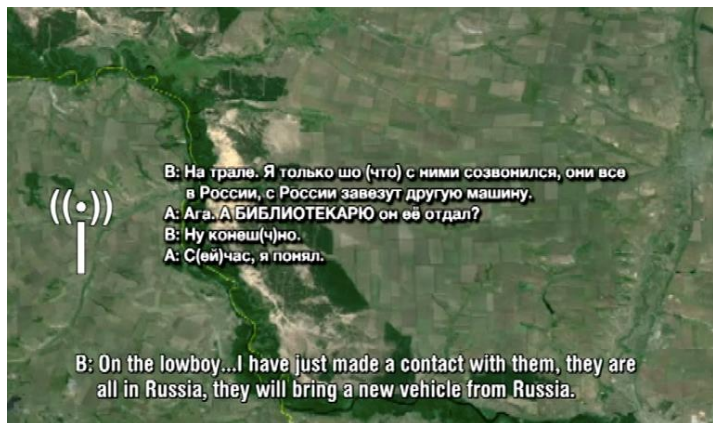 В: На трале. Я только шо (что) с ними созвонился, они все
в России, с России завезут другую машину.
А: Ага. А БИБЛИОТЕКАРЮ он её отдал?
В: Ну конеш(ч)но.
А: С(ей)час, я понял.
B: On the lowboy...I have just made a contact with them, they are
all in Russia, they will bring a new vehicle from Russia.